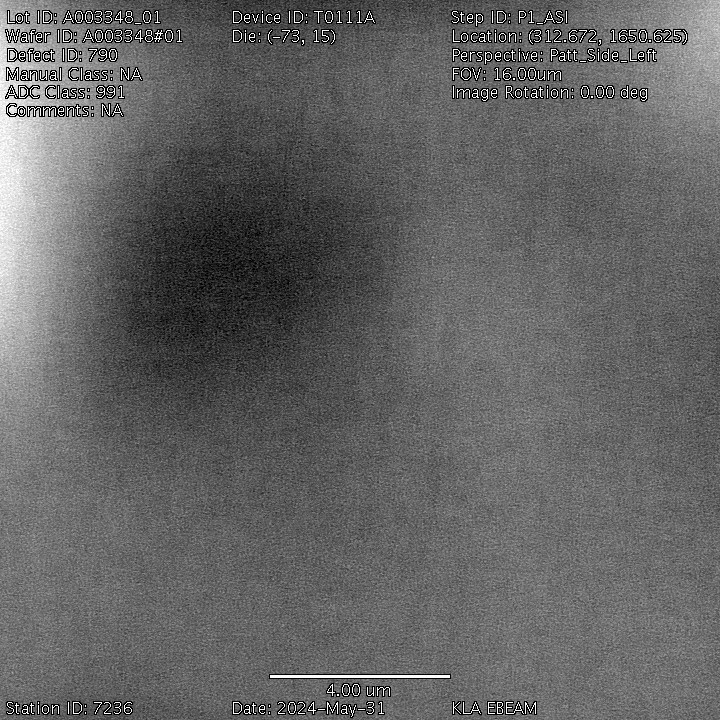 Lot ID: A003348_01 Device ID: T0111A Step ID: P1_ASI
Wafer ID: A003348#01 Die: (-73, 15) Location: (312.672, 1650.625)
Defect ID: 790 Perspective: Patt_Side_Left
Manual Class: NA FOV: 16.00um
ADC Class: 991 Image Rotation: 0.00 deg
Comments: NA
4.00 um
Station ID: 7236 Date: 2024-May-31 KLA EBEAM